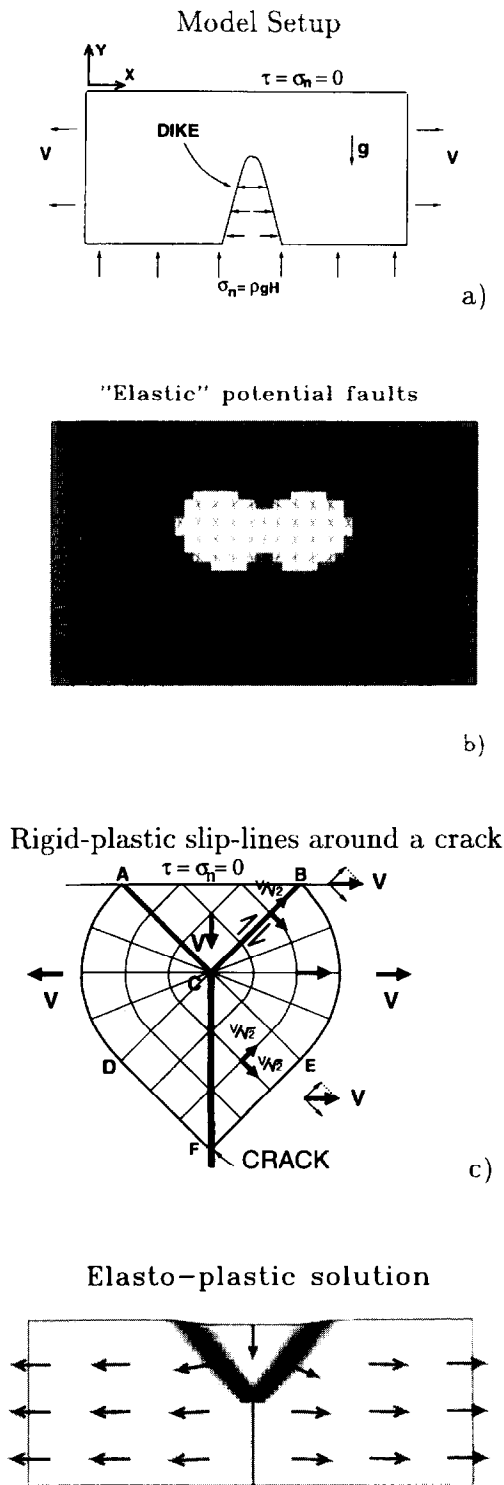 Model Setup
Y
X
τ = σn = 0
DIKE
g
V
V
σn = ρgH
a)
"Elastic" potential faults
b)
Rigid-plastic slip-lines around a crack
τ = σn = 0
A
B
V/√2
V
V
C
V
V
D
V/√2
V/√2
E
V
F
CRACK
c)
Elasto-plastic solution